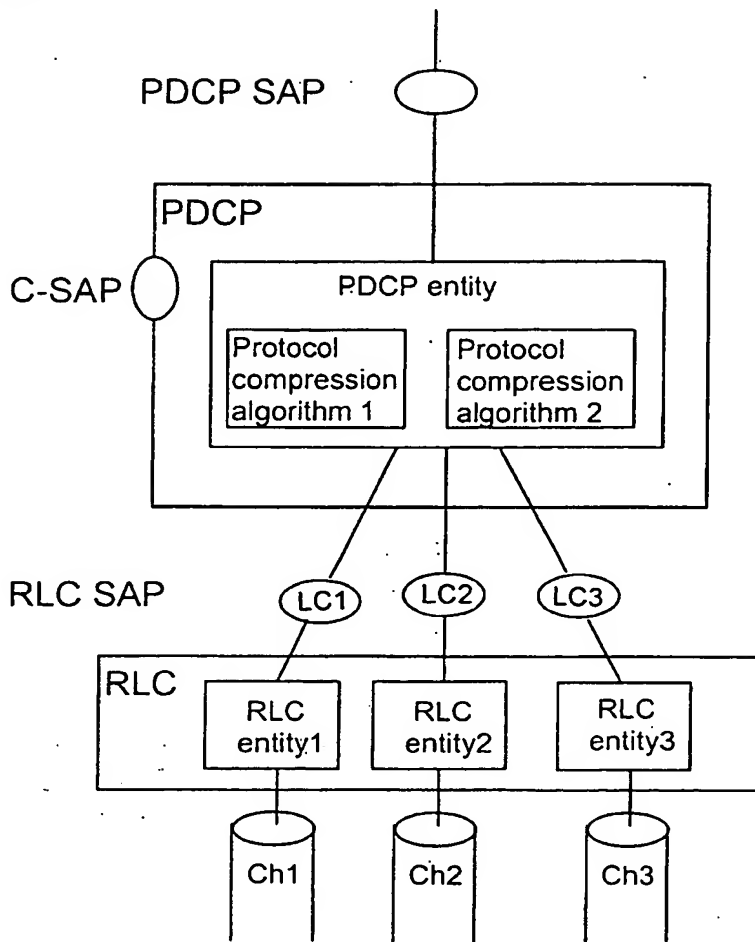 PDCP SAP
PDCP
C-SAP
PDCP entity
Protocol
compression
algorithm 1
Protocol
compression
algorithm 2
RLC SAP
LC1
LC2
LC3
RLC
RLC
entity1
RLC
entity2
RLC
entity3
Ch1
Ch2
Ch3